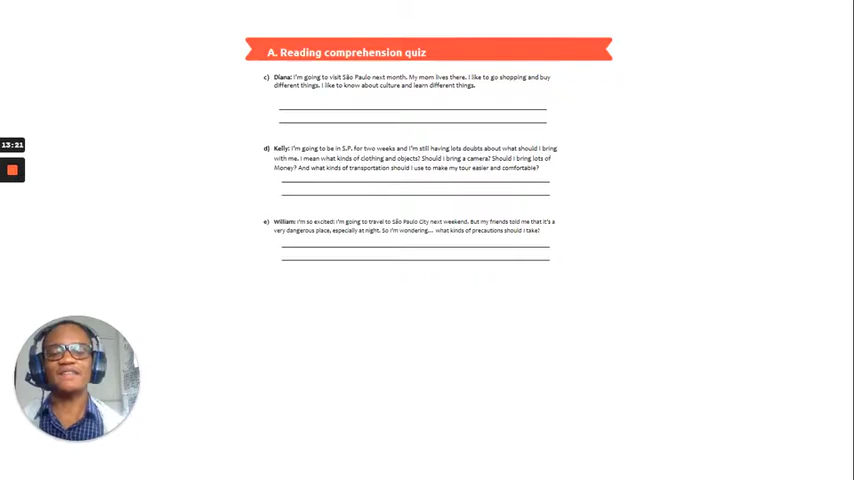 A. Reading comprehension quiz
c) Diana: I'm going to visit São Paulo next month. My mom lives there. I like to go shopping and buy
different things. I like to know about culture and learn different things.
d) Kelly: I'm going to be in S.P. for two weeks and I'm still having lots doubts about what should I bring
with me. I mean what kinds of clothing and objects? Should I bring a camera? Should I bring lots of
Money? And what kinds of transportation should I use to make my tour easier and comfortable?
e) William: I'm so excited! I'm going to travel to São Paulo City next weekend. But my friends told me that it's a
very dangerous place, especially at night. So I'm wondering... what kinds of precautions should I take?
13:21